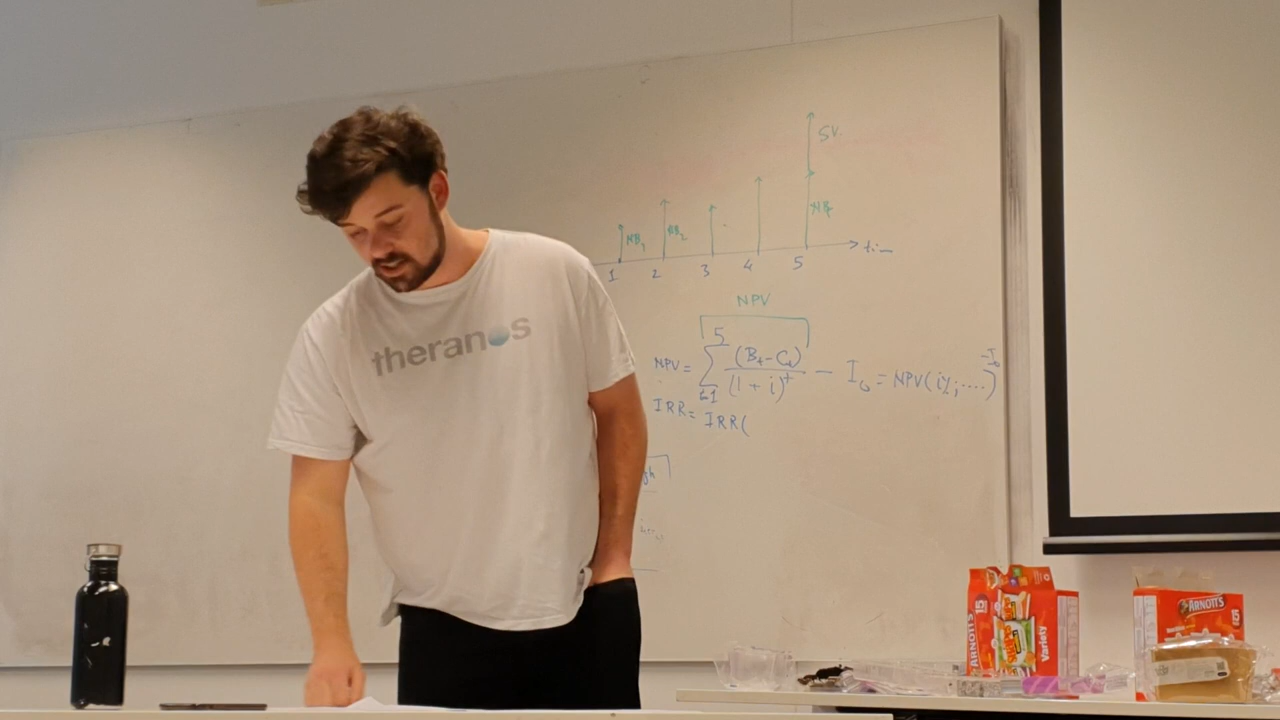 SV.
NB₁ NB₂
1 2 3 4 5
NPV
NPV = 5 Σ t=1 (Bt-Ct) / (1 + i)^t - I₀ = NPV(i%;....) -I₀
IRR = IRR(
theranos
ARNOTT'S
15
Variety
ARNOTT'S